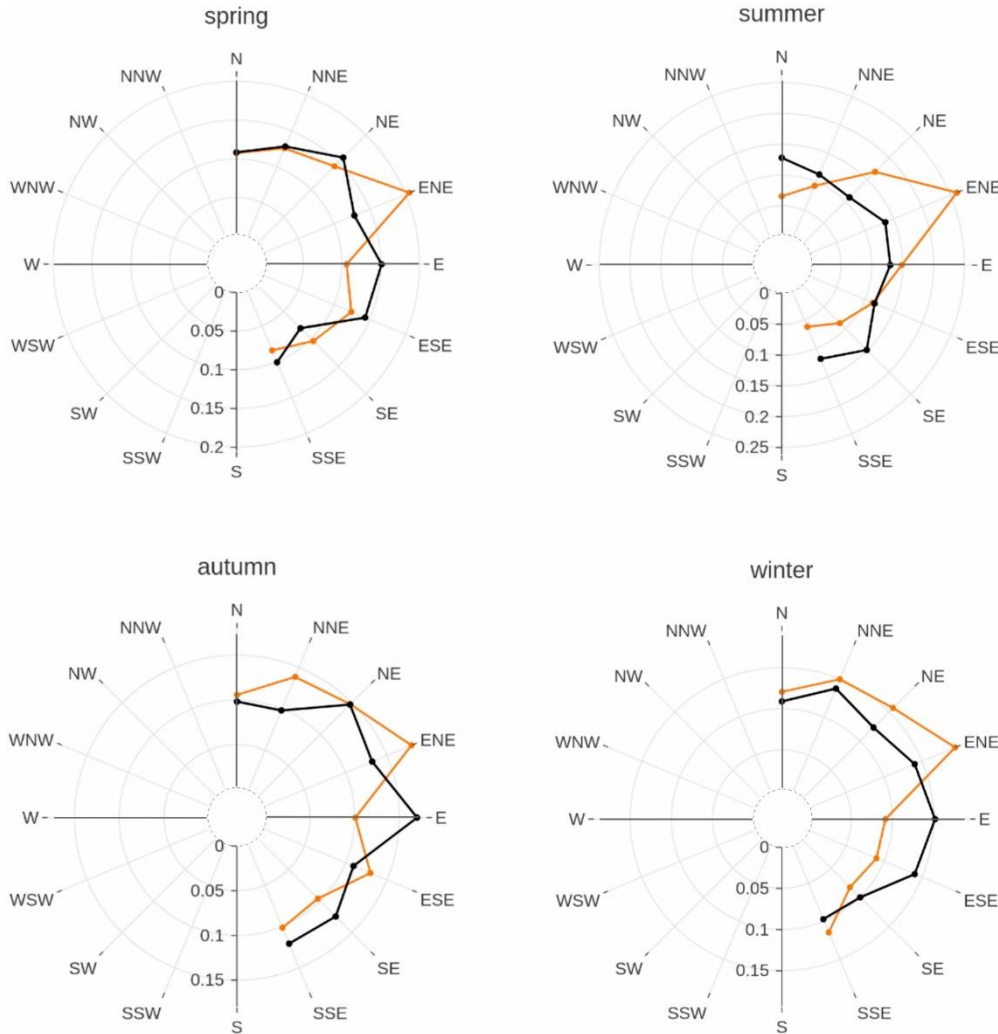 spring
N
NNW
NNE
NW
NE
WNW
ENE
W
E
0
WSW
0.05
ESE
0.1
SW
0.15
SE
0.2
SSW
SSE
S
summer
N
NNW
NNE
NW
NE
WNW
ENE
W
E
0
WSW
0.05
ESE
0.1
0.15
SW
SE
0.2
SSW
0.25
SSE
S
autumn
N
NNW
NNE
NW
NE
WNW
ENE
W
E
0
WSW
0.05
ESE
0.1
SW
SE
0.15
SSW
SSE
S
winter
N
NNW
NNE
NW
NE
WNW
ENE
W
E
0
WSW
0.05
ESE
0.1
SW
SE
0.15
SSW
SSE
S